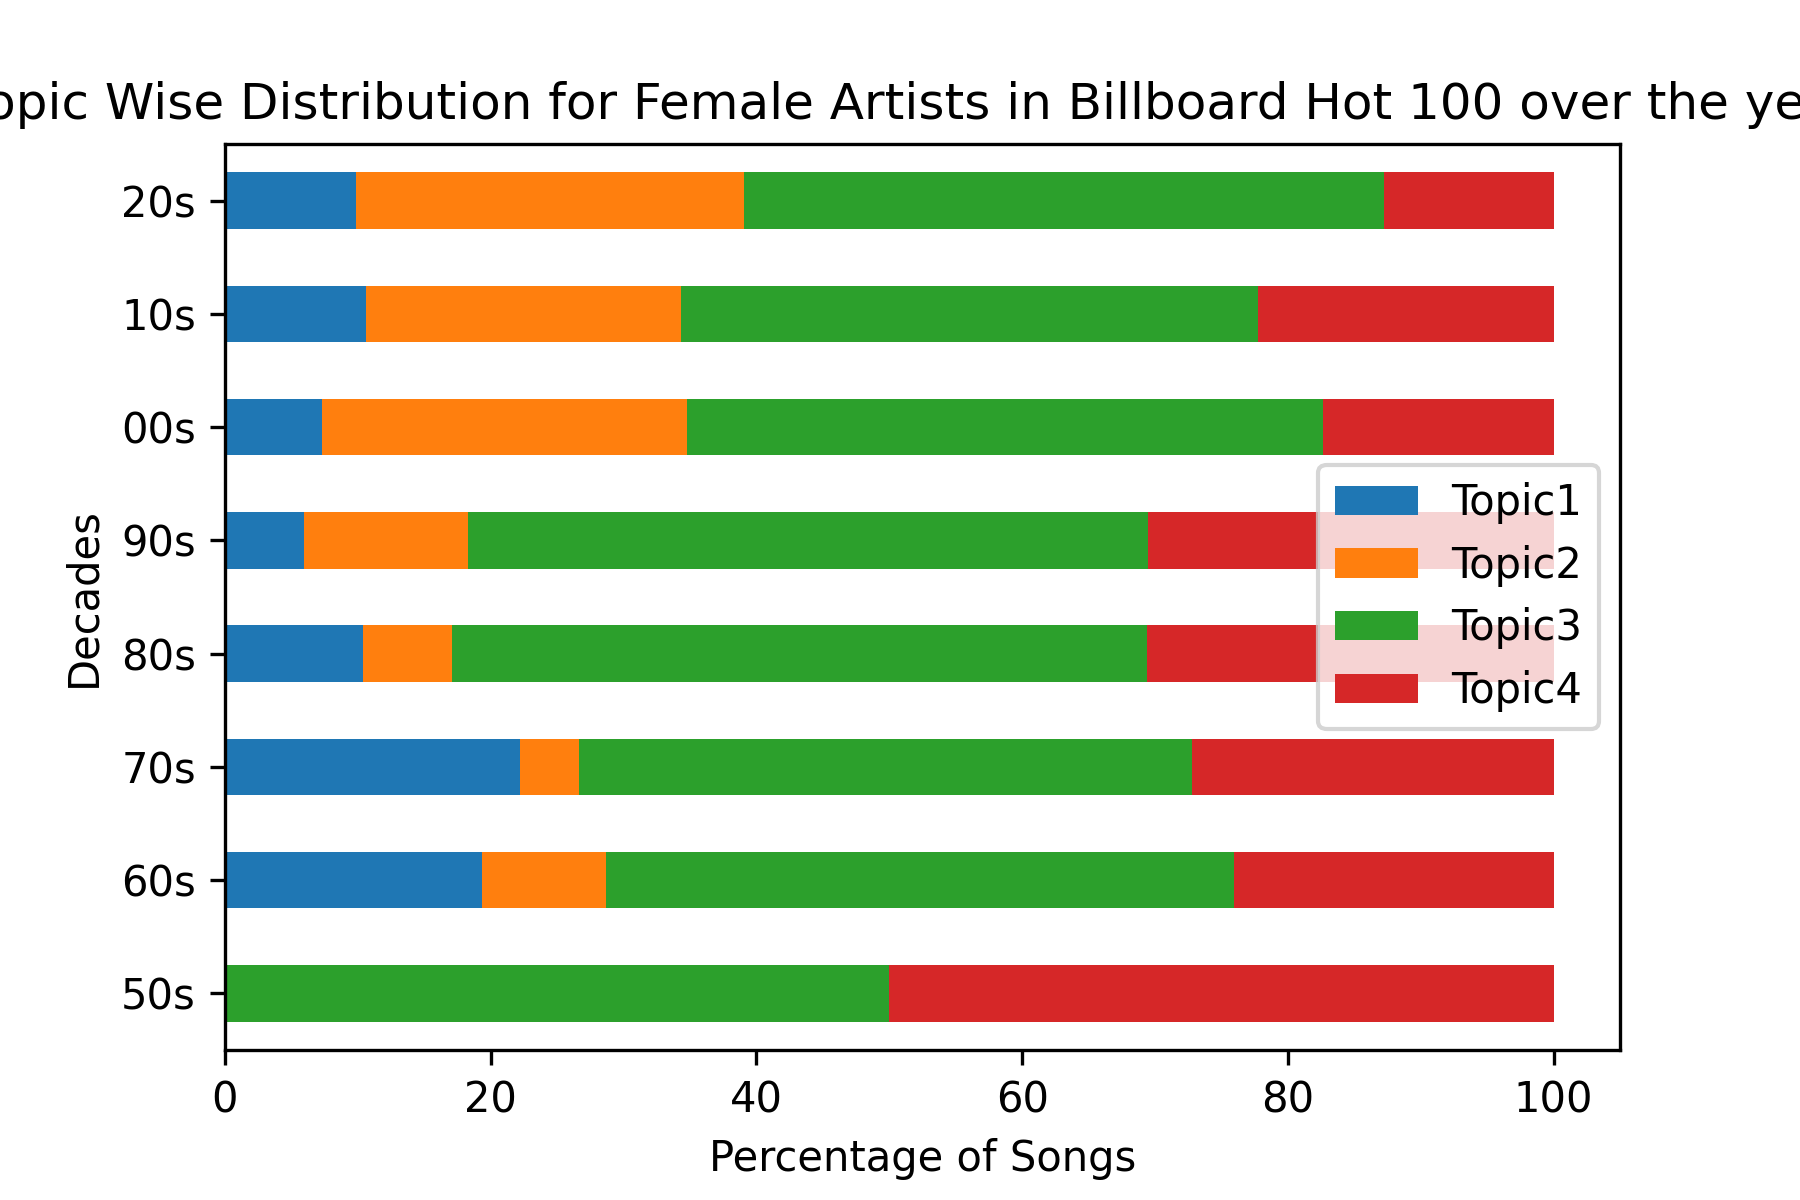 opic Wise Distribution for Female Artists in Billboard Hot 100 over the ye
20s
10s
00s
90s
80s
70s
60s
50s
Decades
Topic1
Topic2
Topic3
Topic4
0 20 40 60 80 100
Percentage of Songs